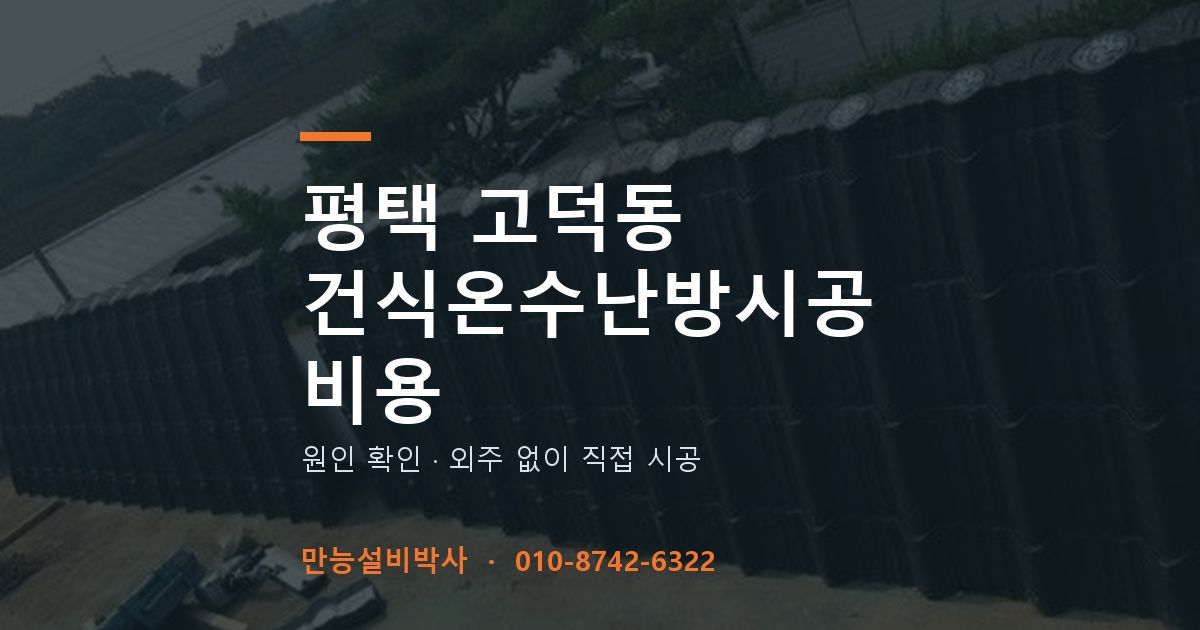 평택 고덕동
건식온수난방시공
비용
원인 확인 · 외주 없이 직접 시공
만능설비박사 · 010-8742-6322